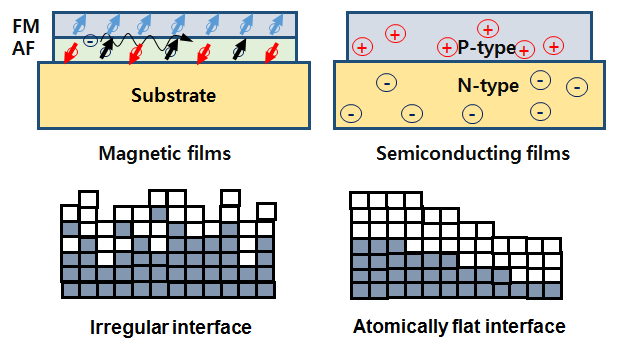 FM
AF
-
Substrate
Magnetic films
+ + + + + + +
P-type
N-type
- - - - - - -
Semiconducting films
Irregular interface
Atomically flat interface